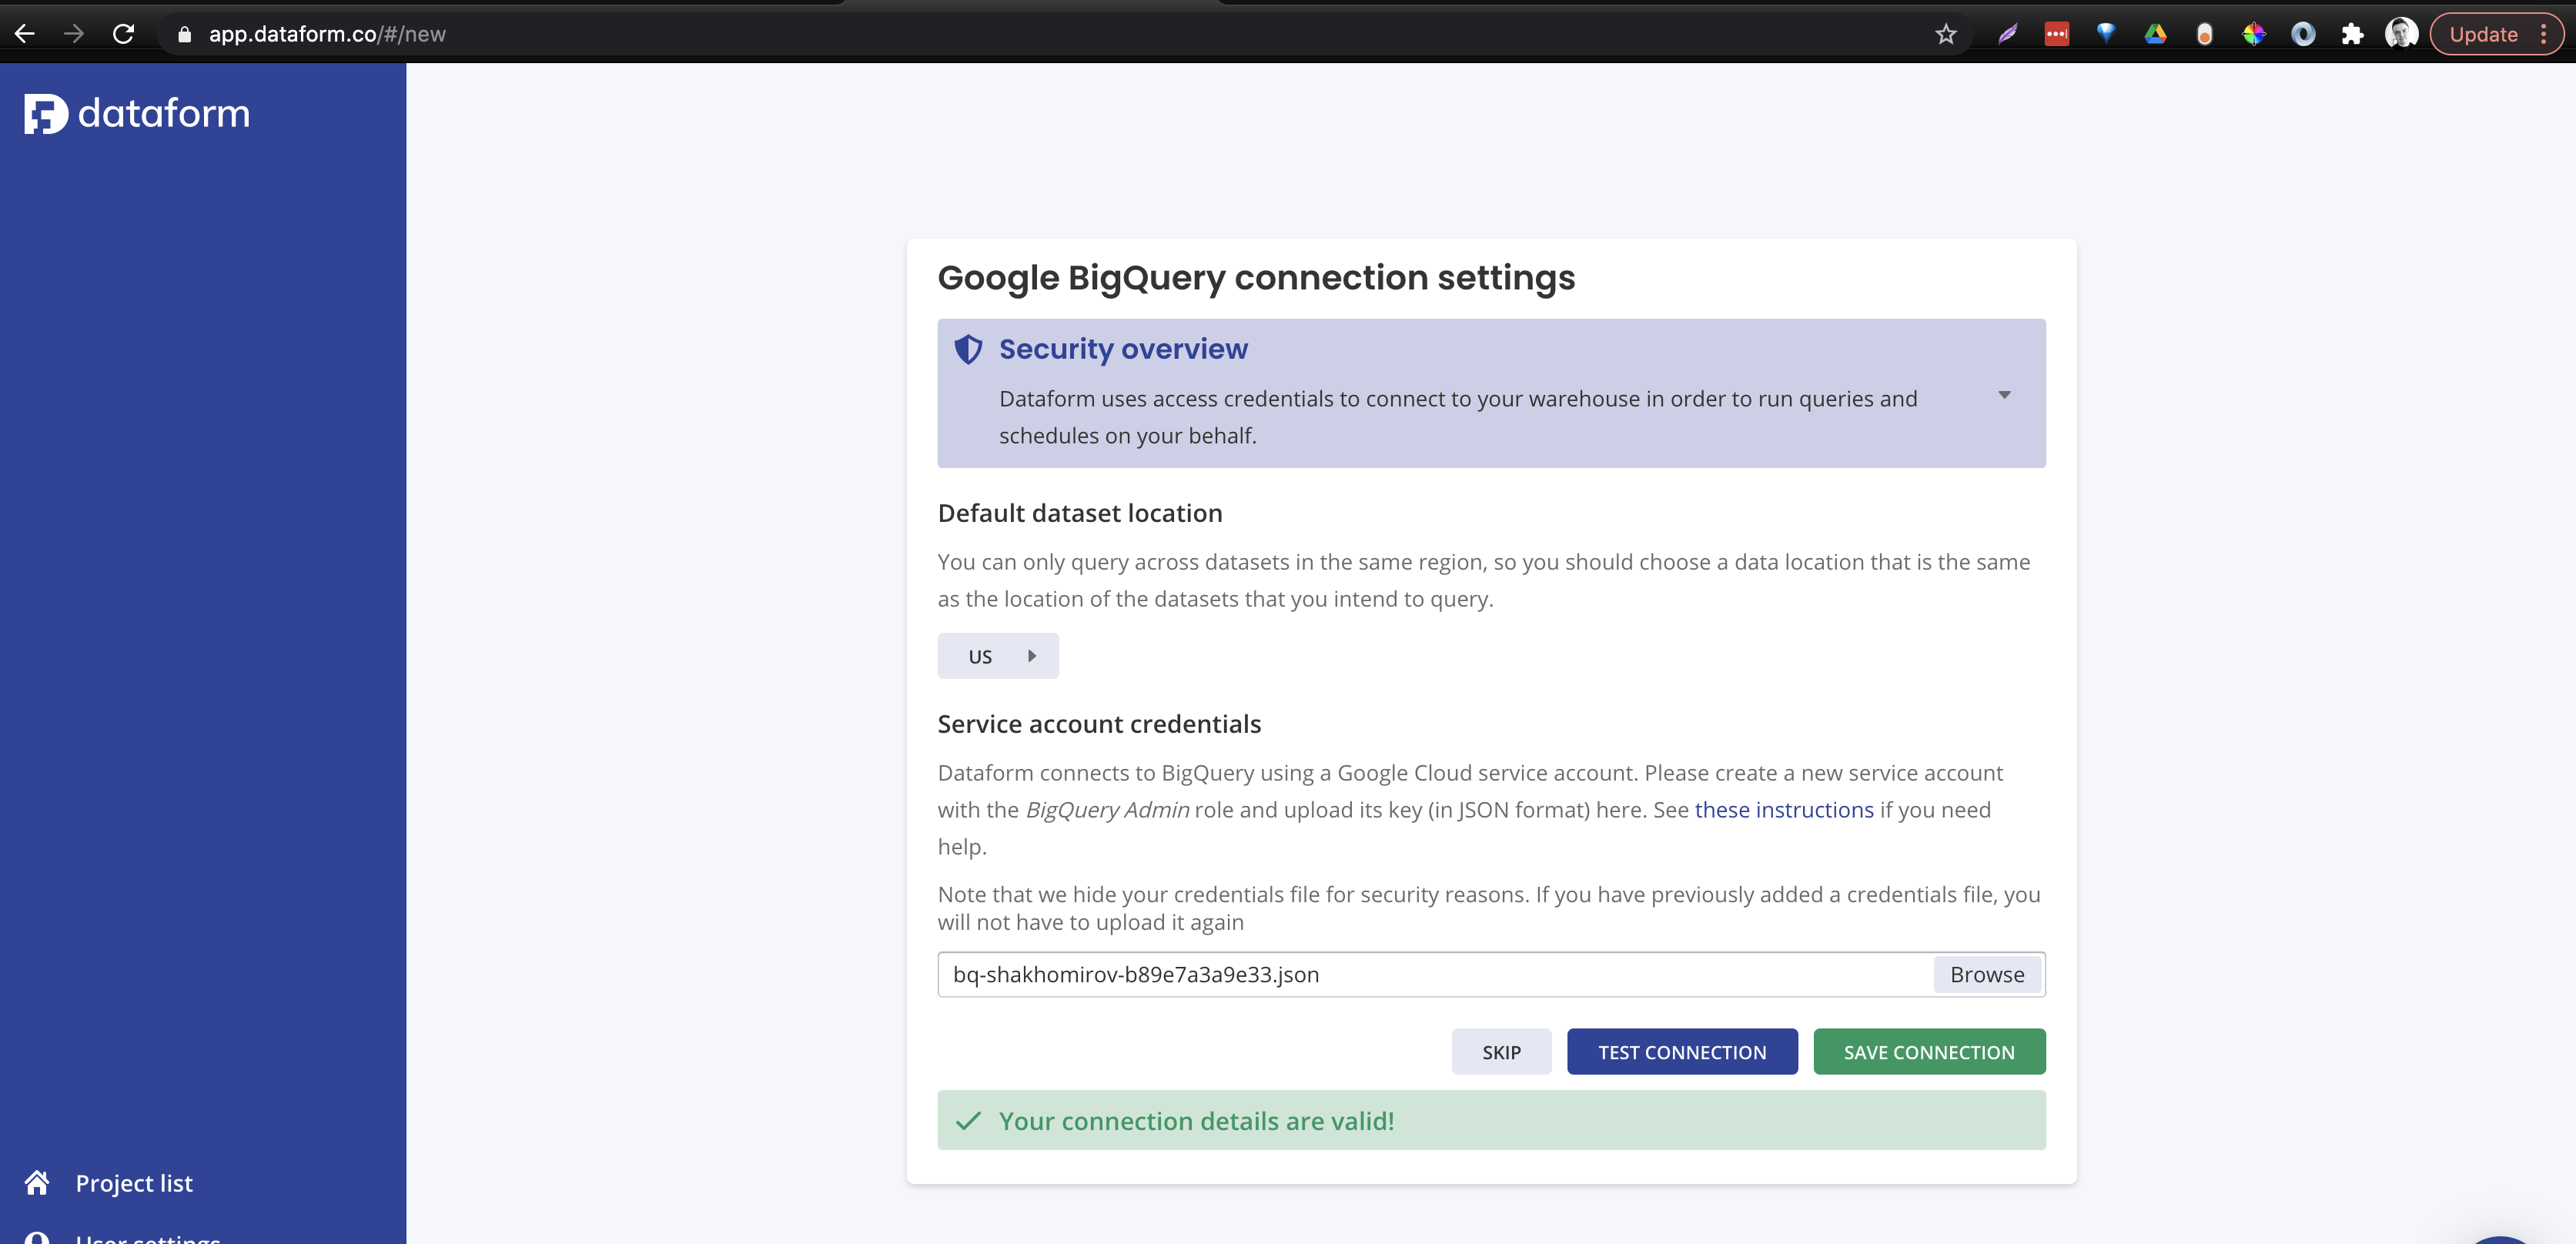 app.dataform.co/#/new
Update
dataform
Google BigQuery connection settings
Security overview
Dataform uses access credentials to connect to your warehouse in order to run queries and
schedules on your behalf.
Default dataset location
You can only query across datasets in the same region, so you should choose a data location that is the same
as the location of the datasets that you intend to query.
US
Service account credentials
Dataform connects to BigQuery using a Google Cloud service account. Please create a new service account
with the BigQuery Admin role and upload its key (in JSON format) here. See these instructions if you need
help.
Note that we hide your credentials file for security reasons. If you have previously added a credentials file, you
will not have to upload it again
bq-shakhomirov-b89e7a3a9e33.json
Browse
SKIP
TEST CONNECTION
SAVE CONNECTION
Your connection details are valid!
Project list
User settings